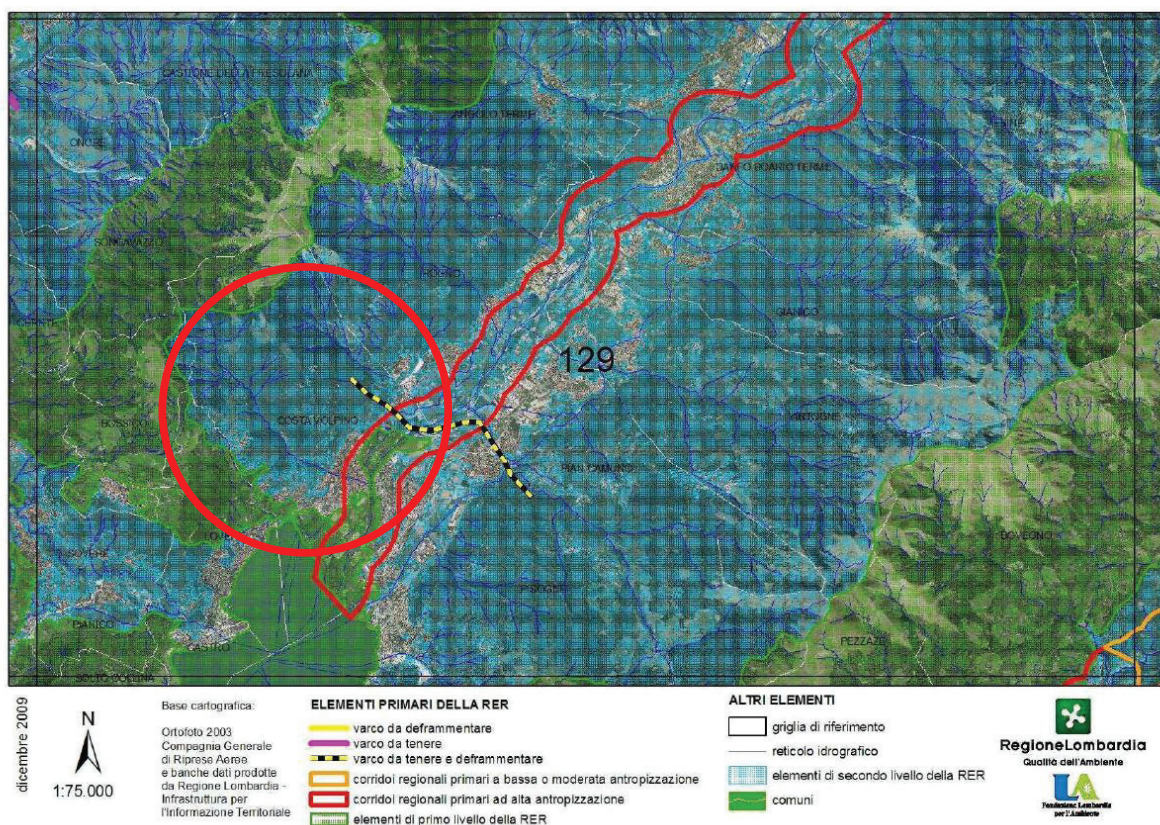 CASTIONE DELLA PRESOLANA
ONORE
ANGOLO TERME
DARFO BOARIO TERME
SONGAVAZZO
ROGNO
GIANICO
129
COSTA VOLPINO
BOSSICO
ARTOGNE
PIAN CAMUNO
BOVEGNO
SOVERE
PISOGNE
PIANICO
CASTRO
PEZZAZE
SOLTO COLLINA
dicembre 2009
N
1:75.000
Base cartografica:
Ortofoto 2003
Compagnia Generale
di Riprese Aeree
e banche dati prodotte
da Regione Lombardia -
Infrastruttura per
l'Informazione Territoriale
ELEMENTI PRIMARI DELLA RER
varco da deframmentare
varco da tenere
varco da tenere e deframmentare
corridoi regionali primari a bassa o moderata antropizzazione
corridoi regionali primari ad alta antropizzazione
elementi di primo livello della RER
ALTRI ELEMENTI
griglia di riferimento
reticolo idrografico
elementi di secondo livello della RER
comuni
RegioneLombardia
Qualità dell'Ambiente
Fondazione Lombardia
per l'Ambiente